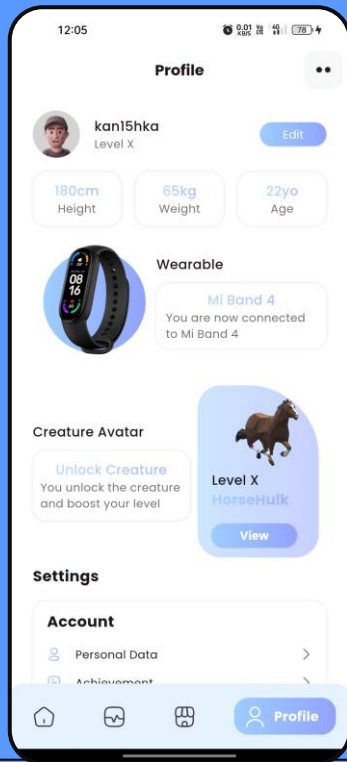 12:05
0.01 KB/S
4G
78
Profile
kan15hka
Level X
Edit
180cm
Height
65kg
Weight
22yo
Age
08
16
Wearable
Mi Band 4
You are now connected
to Mi Band 4
Creature Avatar
Unlock Creature
You unlock the creature
and boost your level
Level X
HorseHulk
View
Settings
Account
Personal Data
Achievement
Profile